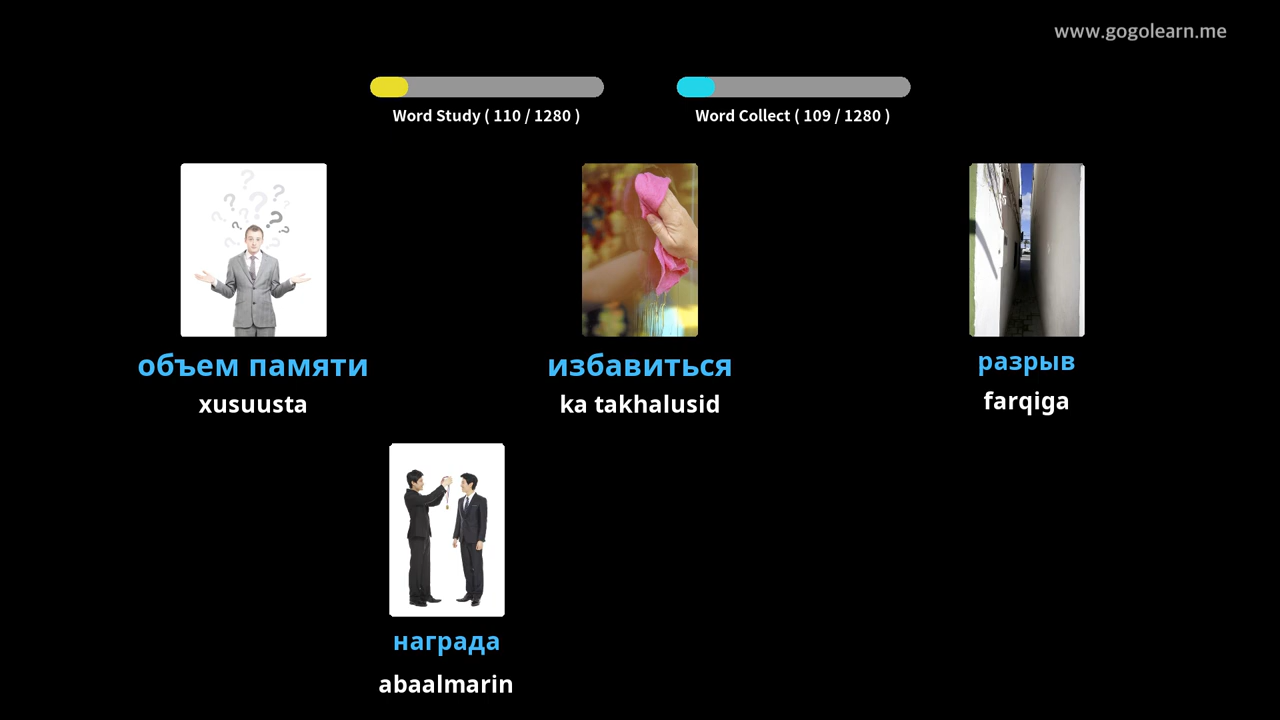 www.gogolearn.me
Word Study ( 110 / 1280 )
Word Collect ( 109 / 1280 )
объем памяти
xusuusta
избавиться
ka takhalusid
разрыв
farqiga
награда
abaalmarin